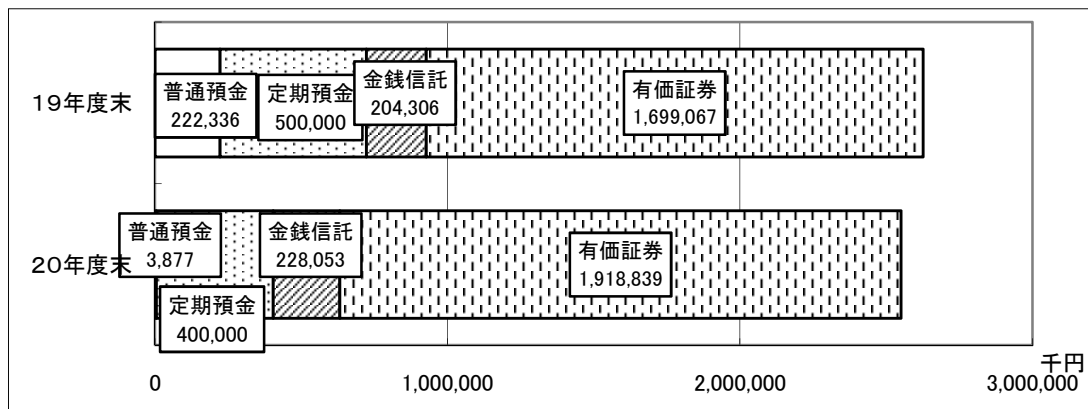 19年度末
普通預金
222,336
定期預金
500,000
金銭信託
204,306
有価証券
1,699,067
20年度末
普通預金
3,877
定期預金
400,000
金銭信託
228,053
有価証券
1,918,839
千円
0
1,000,000
2,000,000
3,000,000